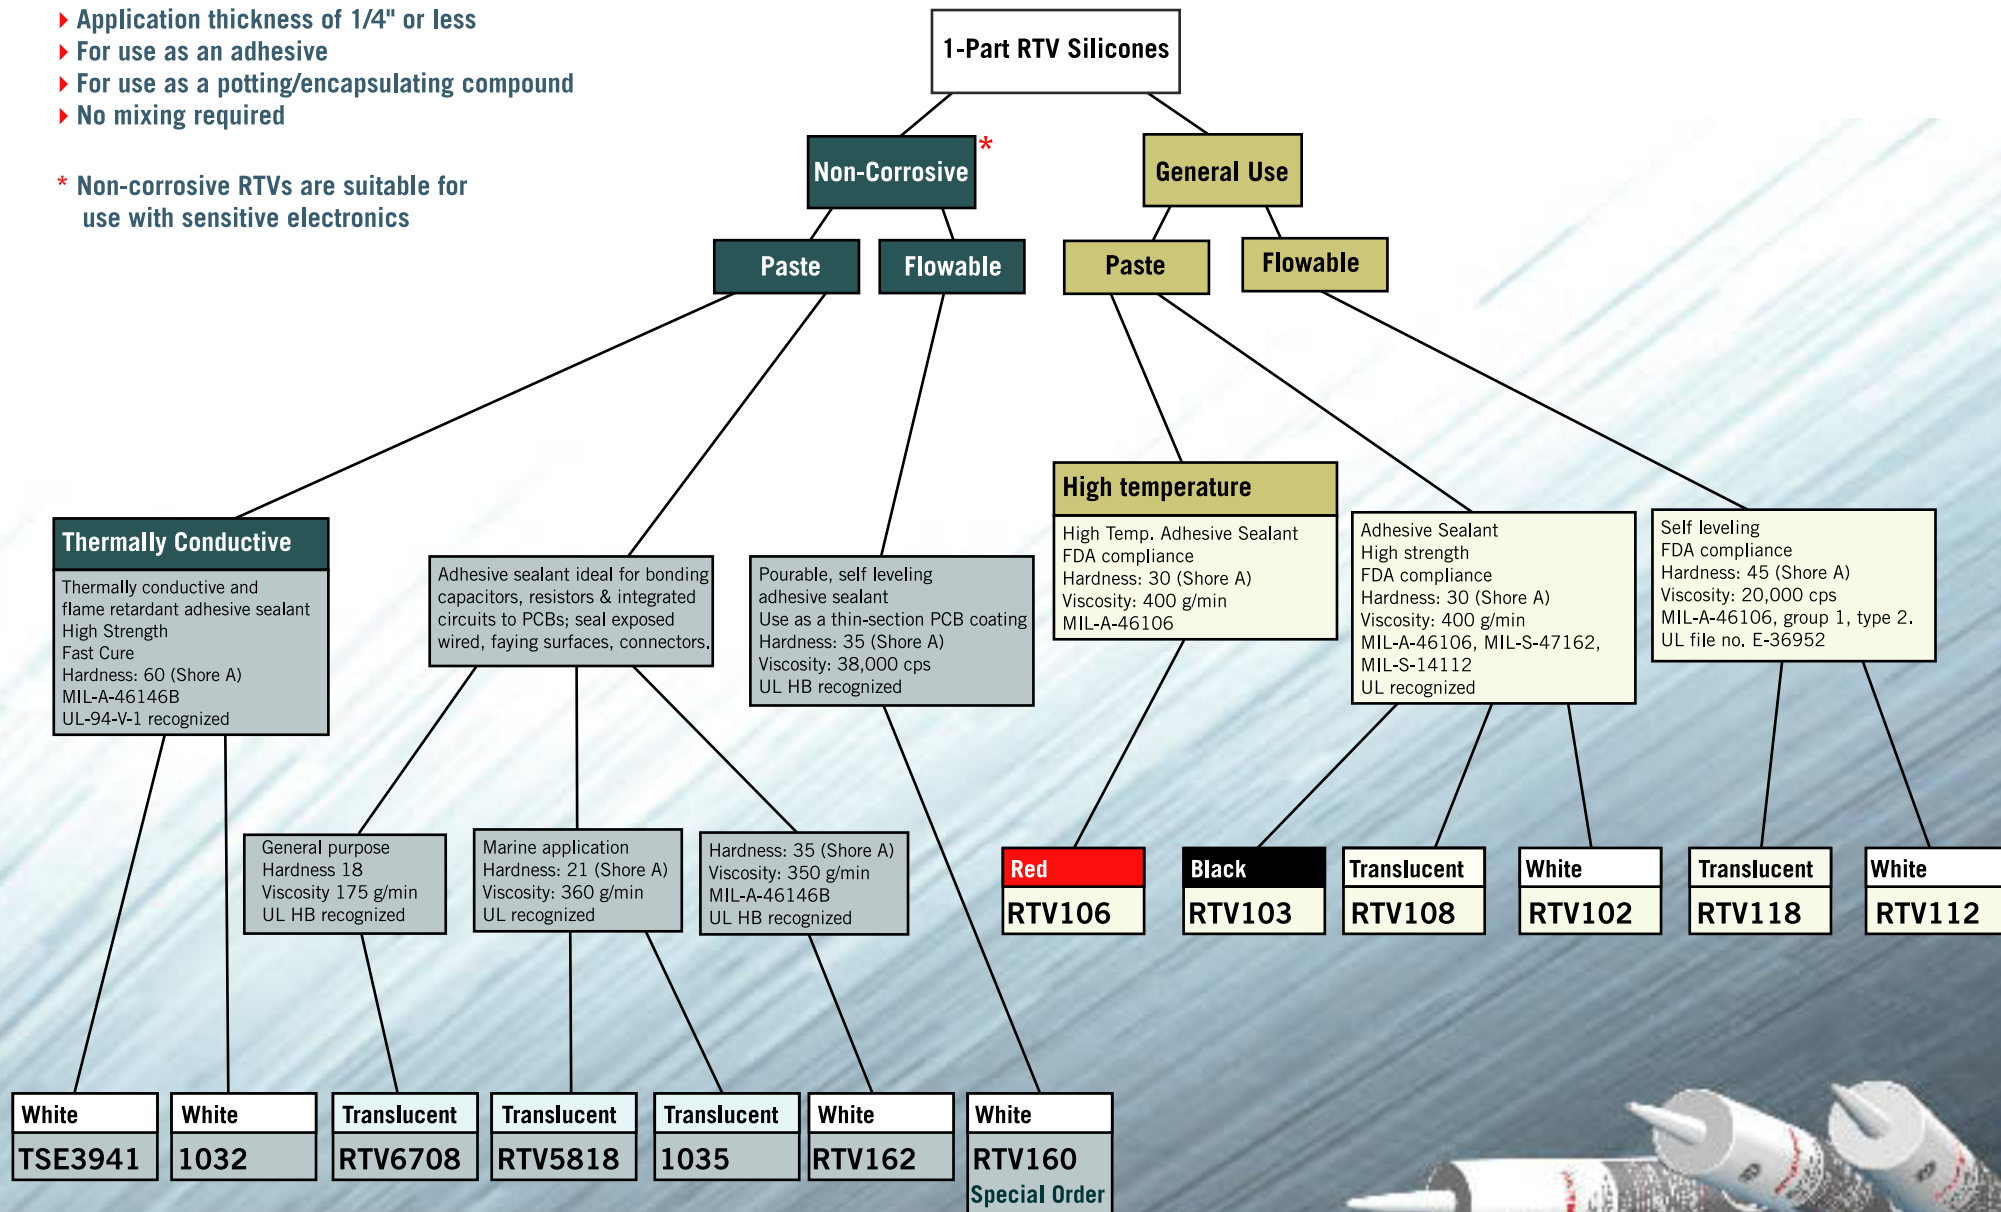 Application thickness of 1/4" or less
For use as an adhesive
For use as a potting/encapsulating compound
No mixing required
* Non-corrosive RTVs are suitable for
use with sensitive electronics
1-Part RTV Silicones
Non-Corrosive *
General Use
Paste
Flowable
Paste
Flowable
Thermally Conductive
Thermally conductive and
flame retardant adhesive sealant
High Strength
Fast Cure
Hardness: 60 (Shore A)
MIL-A-46146B
UL-94-V-1 recognized
Adhesive sealant ideal for bonding
capacitors, resistors & integrated
circuits to PCBs; seal exposed
wired, faying surfaces, connectors.
Pourable, self leveling
adhesive sealant
Use as a thin-section PCB coating
Hardness: 35 (Shore A)
Viscosity: 38,000 cps
UL HB recognized
High temperature
High Temp. Adhesive Sealant
FDA compliance
Hardness: 30 (Shore A)
Viscosity: 400 g/min
MIL-A-46106
Adhesive Sealant
High strength
FDA compliance
Hardness: 30 (Shore A)
Viscosity: 400 g/min
MIL-A-46106, MIL-S-47162,
MIL-S-14112
UL recognized
Self leveling
FDA compliance
Hardness: 45 (Shore A)
Viscosity: 20,000 cps
MIL-A-46106, group 1, type 2.
UL file no. E-36952
General purpose
Hardness 18
Viscosity 175 g/min
UL HB recognized
Marine application
Hardness: 21 (Shore A)
Viscosity: 360 g/min
UL recognized
Hardness: 35 (Shore A)
Viscosity: 350 g/min
MIL-A-46146B
UL HB recognized
Red
RTV106
Black
RTV103
Translucent
RTV108
White
RTV102
Translucent
RTV118
White
RTV112
White
TSE3941
White
1032
Translucent
RTV6708
Translucent
RTV5818
Translucent
1035
White
RTV162
White
RTV160
Special Order